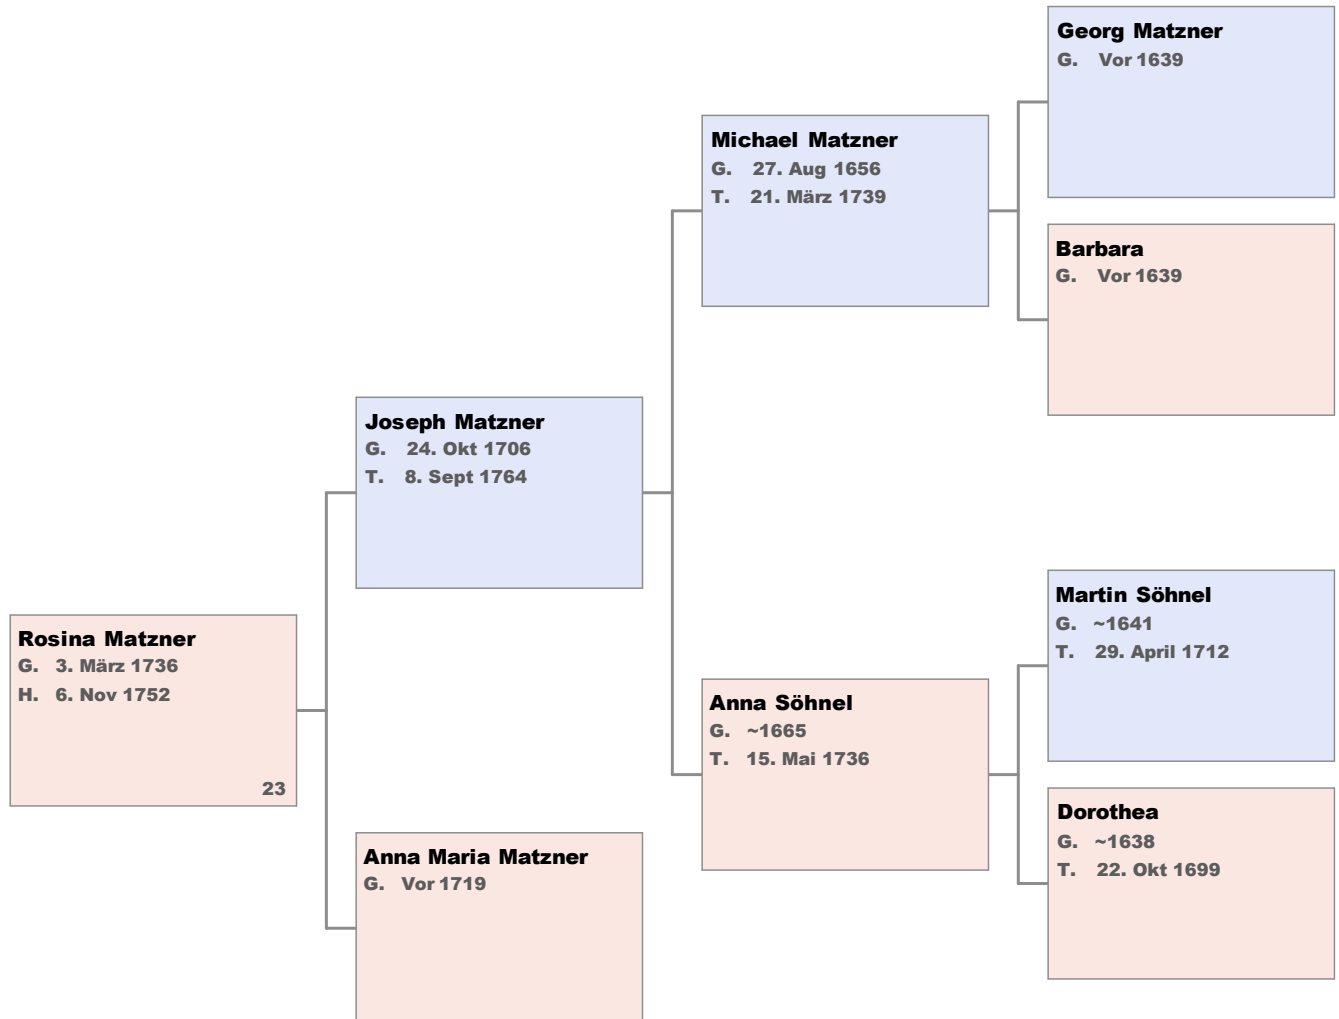 Georg Matzner
G. Vor 1639
Michael Matzner
G. 27. Aug 1656
T. 21. März 1739
Barbara
G. Vor 1639
Joseph Matzner
G. 24. Okt 1706
T. 8. Sept 1764
Martin Söhnel
G. ~1641
T. 29. April 1712
Rosina Matzner
G. 3. März 1736
H. 6. Nov 1752
23
Anna Söhnel
G. ~1665
T. 15. Mai 1736
Dorothea
G. ~1638
T. 22. Okt 1699
Anna Maria Matzner
G. Vor 1719